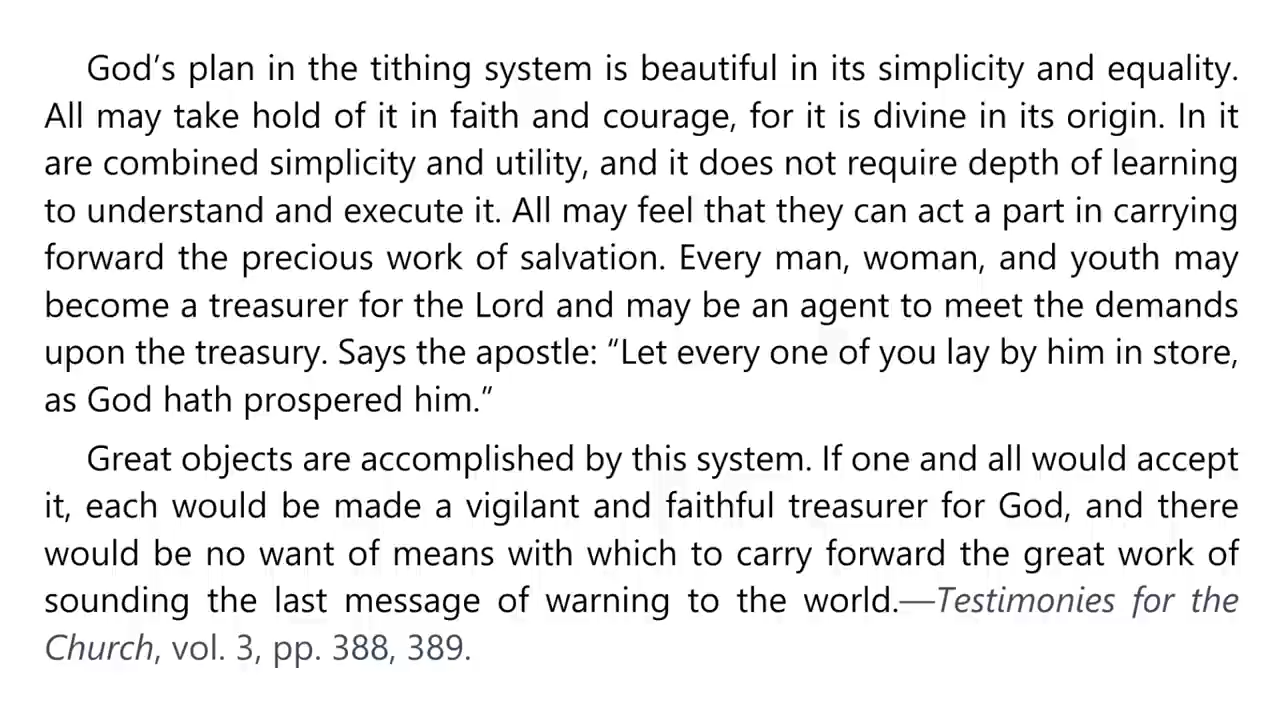 God’s plan in the tithing system is beautiful in its simplicity and equality.
All may take hold of it in faith and courage, for it is divine in its origin. In it
are combined simplicity and utility, and it does not require depth of learning
to understand and execute it. All may feel that they can act a part in carrying
forward the precious work of salvation. Every man, woman, and youth may
become a treasurer for the Lord and may be an agent to meet the demands
upon the treasury. Says the apostle: “Let every one of you lay by him in store,
as God hath prospered him.”
Great objects are accomplished by this system. If one and all would accept
it, each would be made a vigilant and faithful treasurer for God, and there
would be no want of means with which to carry forward the great work of
sounding the last message of warning to the world.—Testimonies for the
Church, vol. 3, pp. 388, 389.